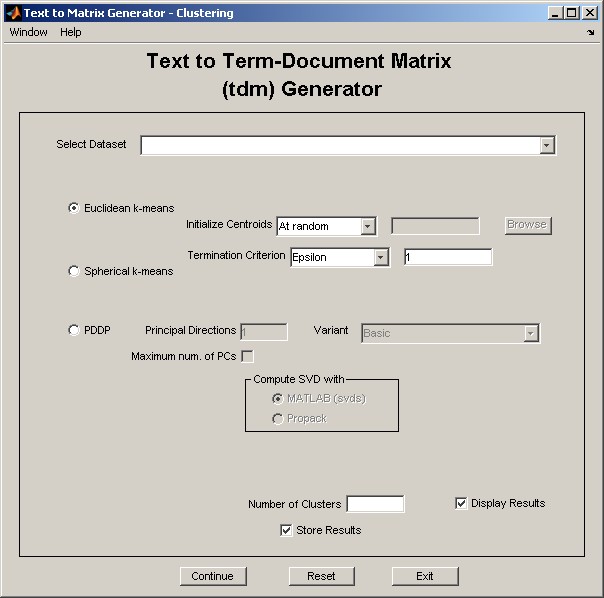 Text to Matrix Generator - Clustering
Window Help
Text to Term-Document Matrix
(tdm) Generator
Select Dataset
Euclidean k-means
Initialize Centroids At random Browse
Termination Criterion Epsilon 1
Spherical k-means
PDDP Principal Directions 1 Variant Basic
Maximum num. of PCs
Compute SVD with
MATLAB (svds)
Propack
Number of Clusters Display Results
Store Results
Continue Reset Exit